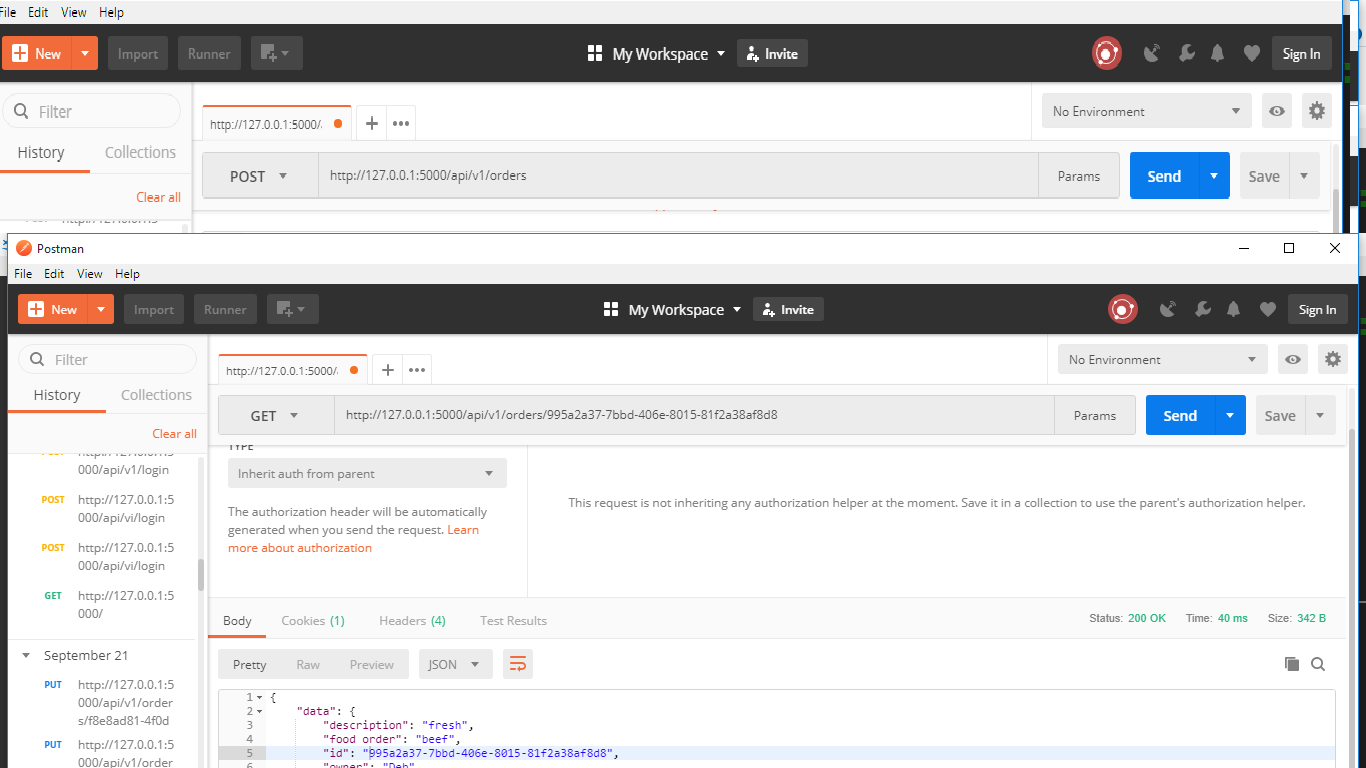 File Edit View Help
New Import Runner My Workspace Invite Sign In
Filter
http://127.0.0.1:5000/ No Environment
History Collections
POST http://127.0.0.1:5000/api/v1/orders Params Send Save
Clear all
Postman
File Edit View Help
New Import Runner My Workspace Invite Sign In
Filter
http://127.0.0.1:5000/ No Environment
History Collections
GET http://127.0.0.1:5000/api/v1/orders/995a2a37-7bbd-406e-8015-81f2a38af8d8 Params Send Save
Clear all
TYPE
000/api/v1/login
Inherit auth from parent
POST http://127.0.0.1:5
000/api/vi/login
This request is not inheriting any authorization helper at the moment. Save it in a collection to use the parent's authorization helper.
The authorization header will be automatically
generated when you send the request. Learn
more about authorization
POST http://127.0.0.1:5
000/api/vi/login
GET http://127.0.0.1:5
000/
Body Cookies (1) Headers (4) Test Results Status: 200 OK Time: 40 ms Size: 342 B
September 21
Pretty Raw Preview JSON
PUT http://127.0.0.1:5
000/api/v1/order
s/f8e8ad81-4f0d
PUT http://127.0.0.1:5
000/api/v1/order
1 {
2 "data": {
3 "description": "fresh",
4 "food order": "beef",
5 "id": "995a2a37-7bbd-406e-8015-81f2a38af8d8",
6 "owner": "Deb"